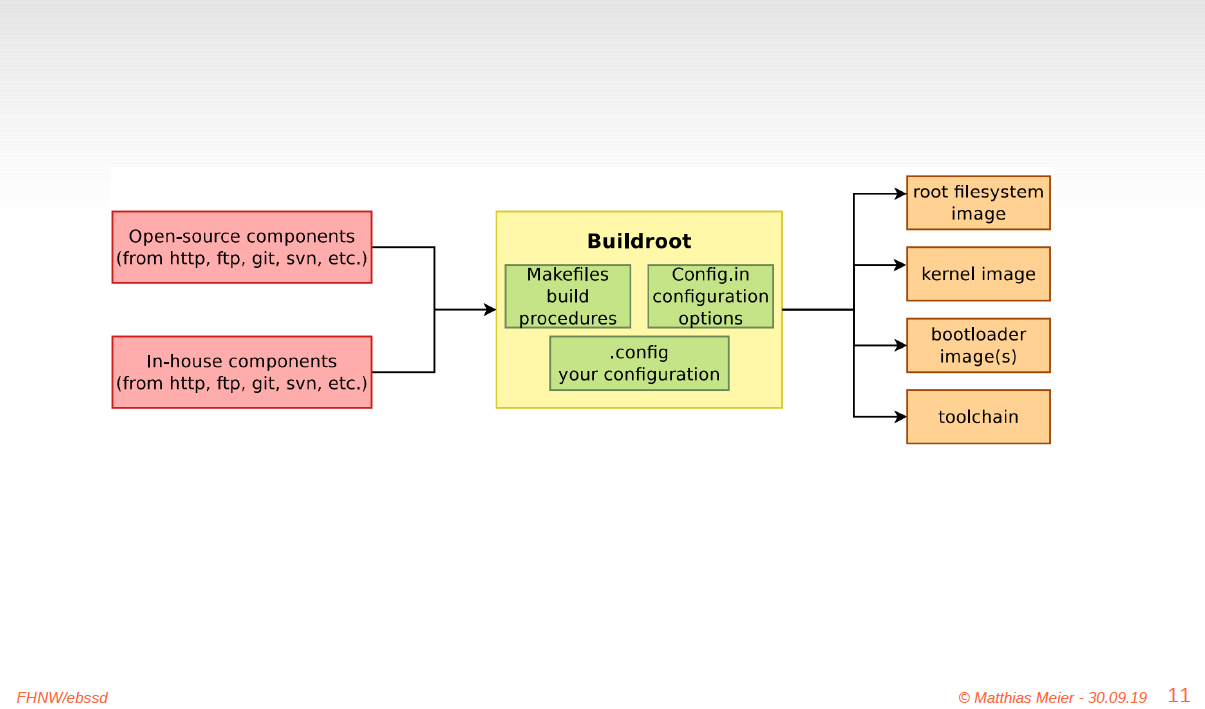 Open-source components
(from http, ftp, git, svn, etc.)
In-house components
(from http, ftp, git, svn, etc.)
Buildroot
Makefiles
build
procedures
Config.in
configuration
options
.config
your configuration
root filesystem
image
kernel image
bootloader
image(s)
toolchain
FHNW/ebssd
© Matthias Meier - 30.09.19 11